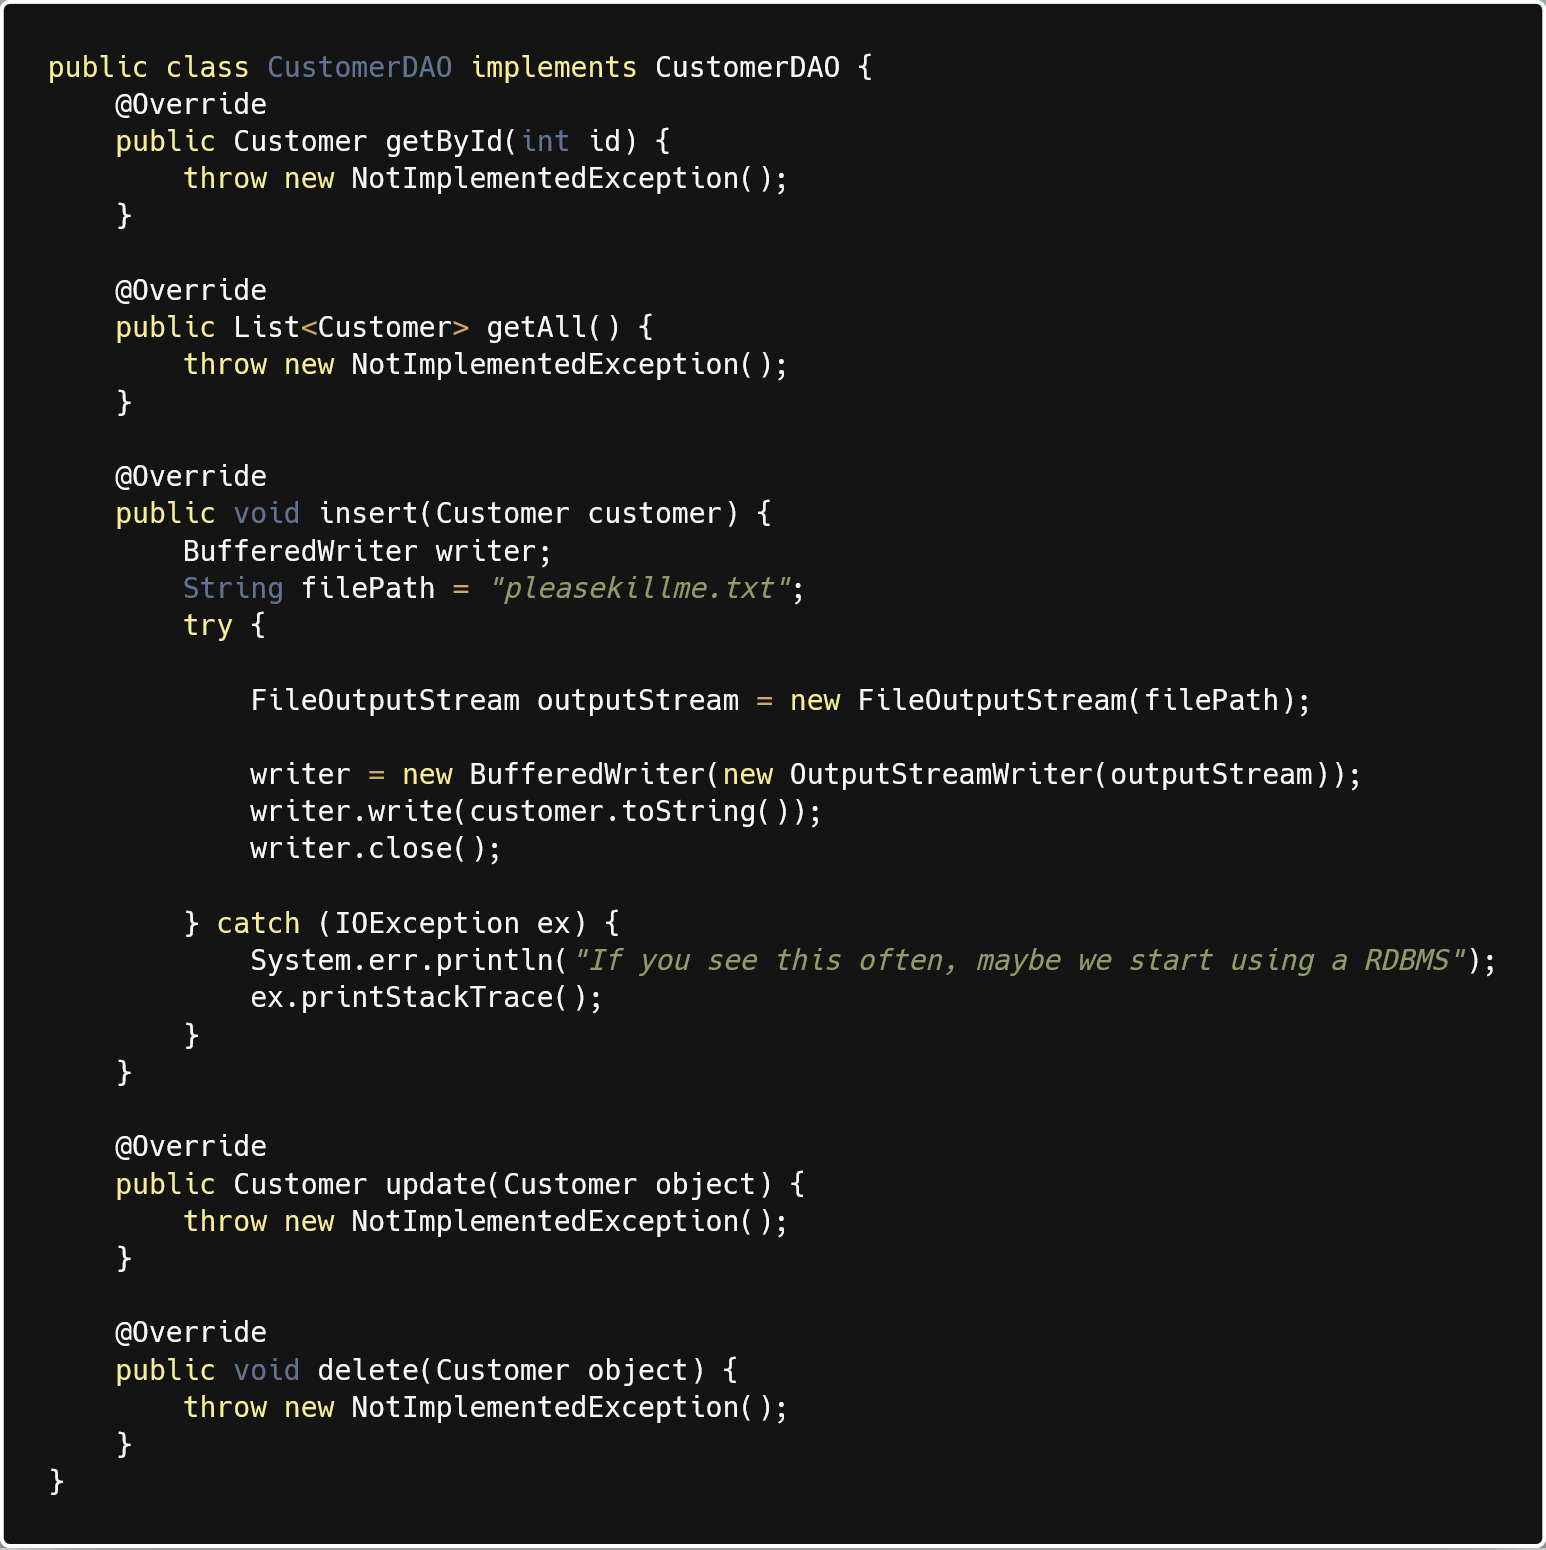 public class CustomerDAO implements CustomerDAO {
    @Override
    public Customer getById(int id) {
        throw new NotImplementedException();
    }

    @Override
    public List<Customer> getAll() {
        throw new NotImplementedException();
    }

    @Override
    public void insert(Customer customer) {
        BufferedWriter writer;
        String filePath = "pleasekillme.txt";
        try {

            FileOutputStream outputStream = new FileOutputStream(filePath);

            writer = new BufferedWriter(new OutputStreamWriter(outputStream));
            writer.write(customer.toString());
            writer.close();

        } catch (IOException ex) {
            System.err.println("If you see this often, maybe we start using a RDBMS");
            ex.printStackTrace();
        }
    }

    @Override
    public Customer update(Customer object) {
        throw new NotImplementedException();
    }

    @Override
    public void delete(Customer object) {
        throw new NotImplementedException();
    }
}